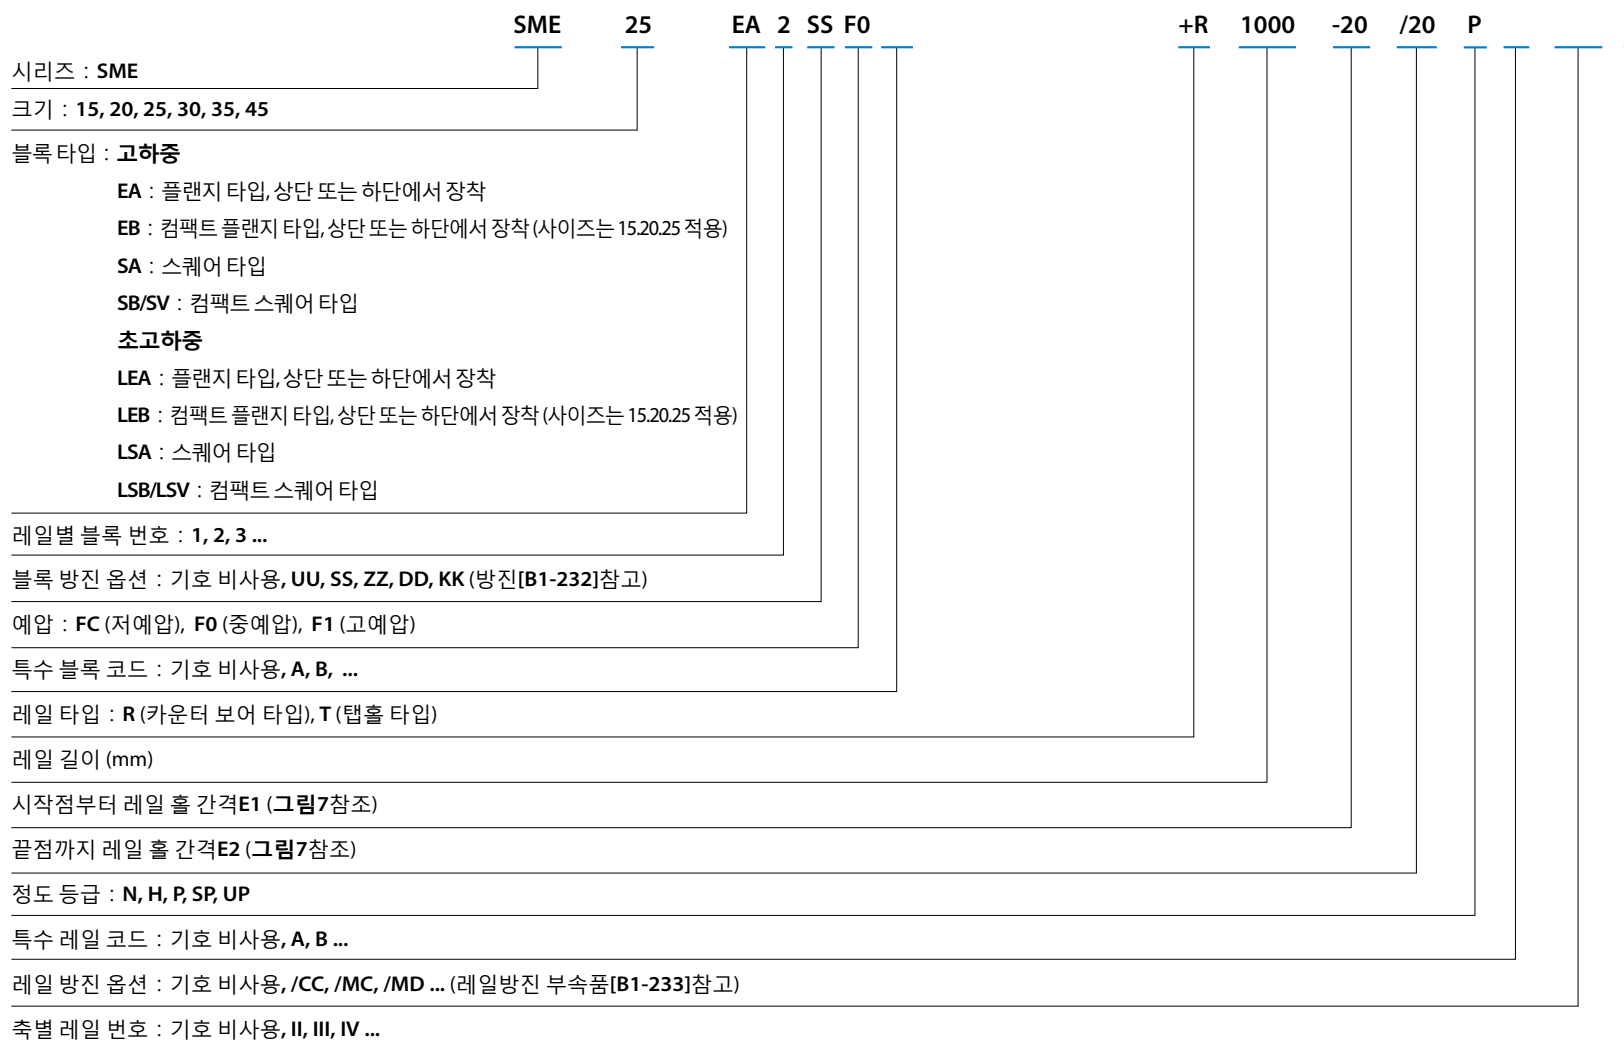 SME 25 EA 2 SS F0 +R 1000 -20 /20 P
시리즈 : SME
크기 : 15, 20, 25, 30, 35, 45
블록 타입 : 고하중
EA : 플랜지 타입, 상단 또는 하단에서 장착
EB : 컴팩트 플랜지 타입, 상단 또는 하단에서 장착 (사이즈는 15.20.25 적용)
SA : 스퀘어 타입
SB/SV : 컴팩트 스퀘어 타입
초고하중
LEA : 플랜지 타입, 상단 또는 하단에서 장착
LEB : 컴팩트 플랜지 타입, 상단 또는 하단에서 장착 (사이즈는 15.20.25 적용)
LSA : 스퀘어 타입
LSB/LSV : 컴팩트 스퀘어 타입
레일별 블록 번호 : 1, 2, 3 ...
블록 방진 옵션 : 기호 비사용, UU, SS, ZZ, DD, KK (방진[B1-232]참고)
예압 : FC (저예압), F0 (중예압), F1 (고예압)
특수 블록 코드 : 기호 비사용, A, B, ...
레일 타입 : R (카운터 보어 타입), T (탭홀 타입)
레일 길이 (mm)
시작점부터 레일 홀 간격E1 (그림7참조)
끝점까지 레일 홀 간격E2 (그림7참조)
정도 등급 : N, H, P, SP, UP
특수 레일 코드 : 기호 비사용, A, B ...
레일 방진 옵션 : 기호 비사용, /CC, /MC, /MD ... (레일방진 부속품[B1-233]참고)
축별 레일 번호 : 기호 비사용, II, III, IV ...